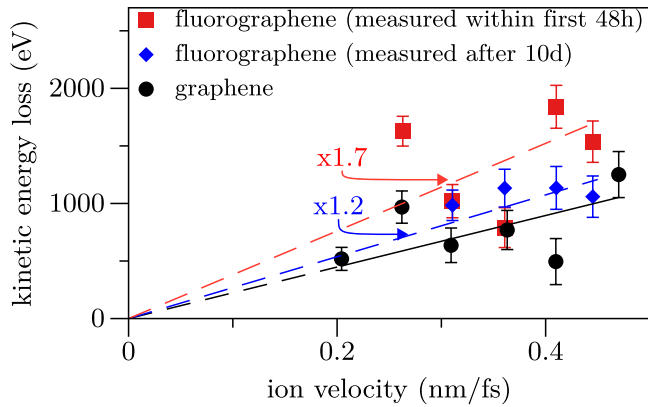 fluorographene (measured within first 48h)
fluorographene (measured after 10d)
graphene
kinetic energy loss (eV)
2000
1000
0
x1.7
x1.2
0
0.2
0.4
ion velocity (nm/fs)